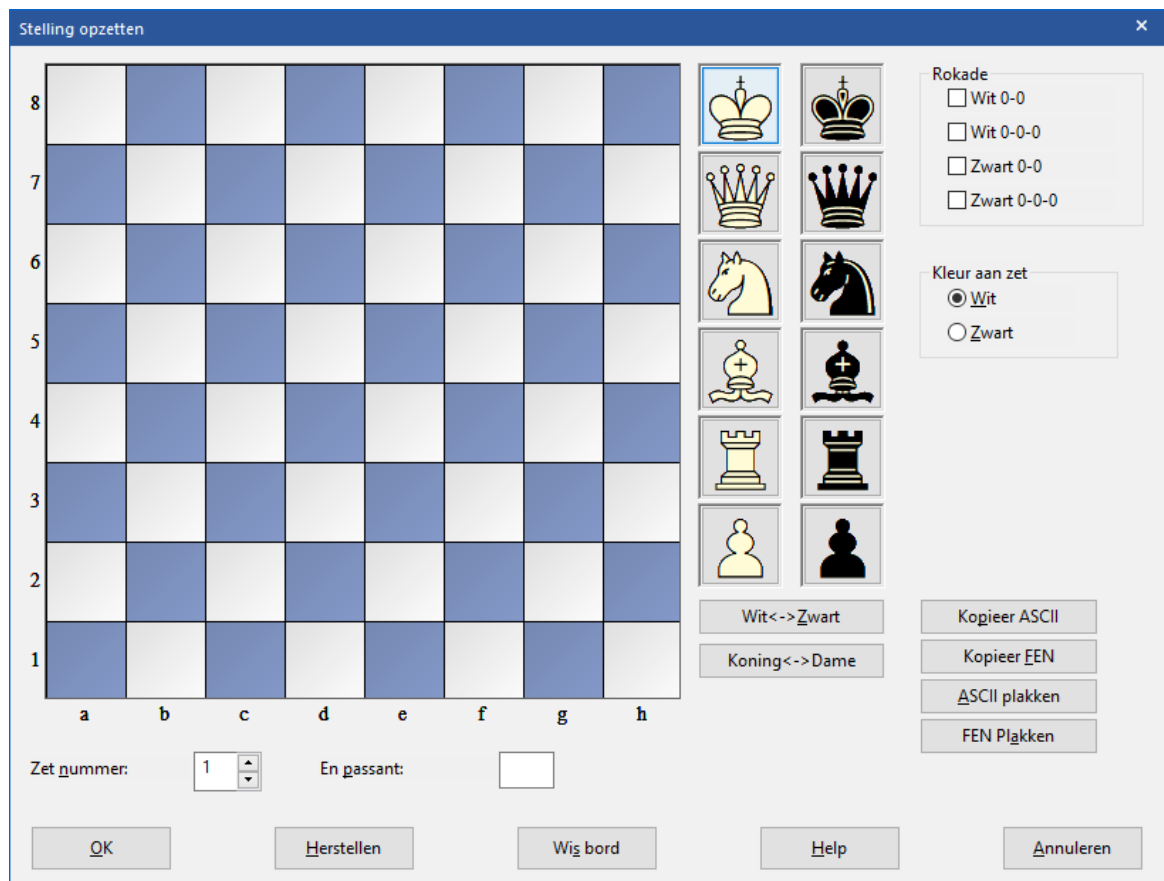 Stelling opzetten
8
7
6
5
4
3
2
1
a b c d e f g h
Rokade
Wit 0-0
Wit 0-0-0
Zwart 0-0
Zwart 0-0-0
Kleur aan zet
Wit
Zwart
Wit<->Zwart
Koning<->Dame
Kopieer ASCII
Kopieer FEN
ASCII plakken
FEN Plakken
Zet nummer: 1 En passant:
OK Herstellen Wis bord Help Annuleren